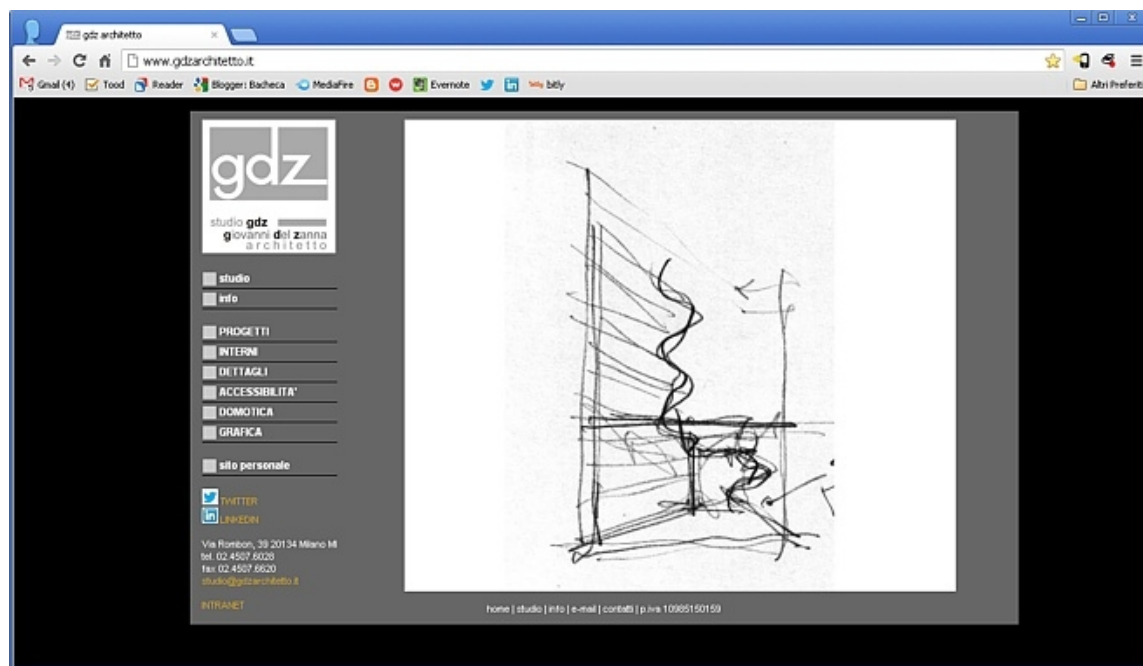 gdz architetto
www.gdzarchitetto.it
Gmail (4) Tood Reader Blogger: Bacheca MediaFire Evernote bitly Altri Preferiti
gdz
studio gdz
giovanni del zanna
architetto
studio
info
PROGETTI
INTERNI
DETTAGLI
ACCESSIBILITA'
DOMOTICA
GRAFICA
sito personale
TWITTER
LINKEDIN
Via Rombon, 39 20134 Milano MI
tel. 02.4507.6028
fax 02.4507.6620
studio@gdzarchitetto.it
INTRANET
home | studio | info | e-mail | contatti | p.iva 10985150159